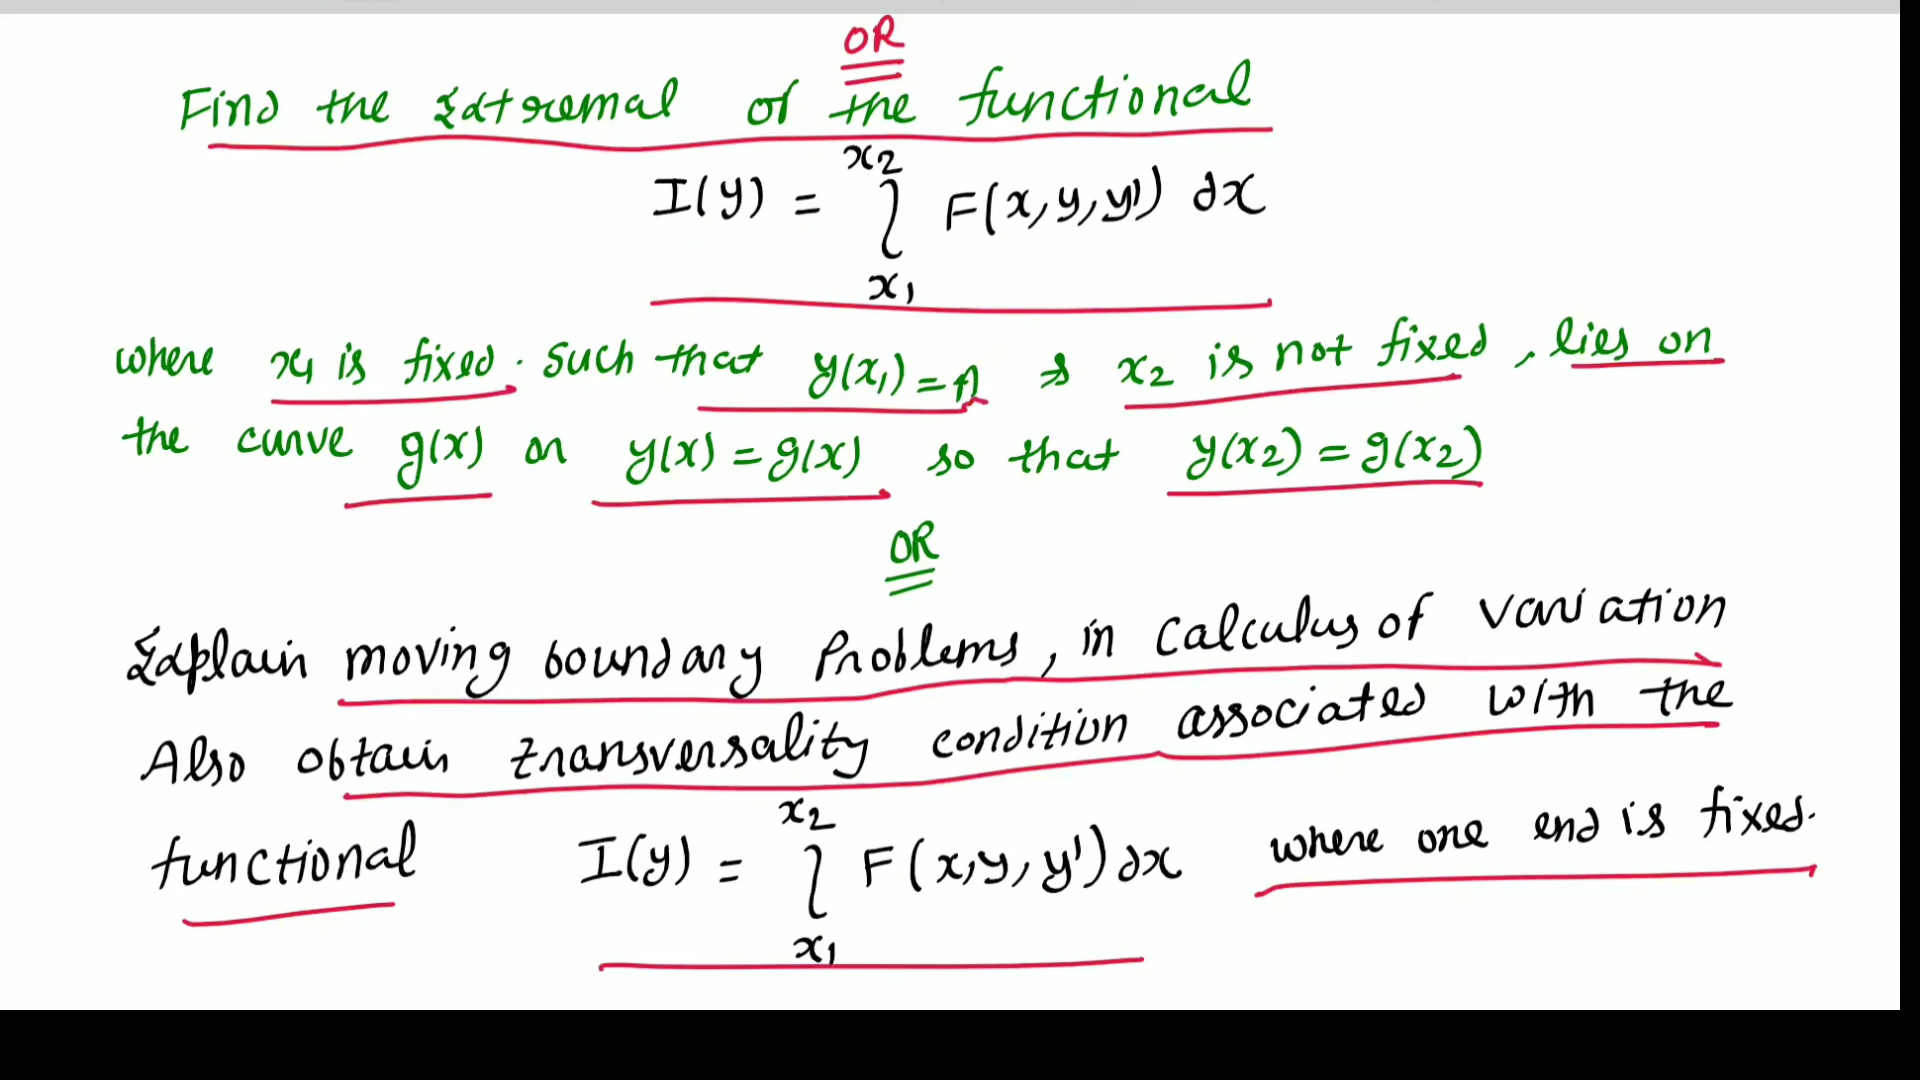 OR
Find the Extremal of the functional
I(y) = ∫ F(x, y, y') dx
x2
x1
where x1 is fixed. such that y(x1) = A & x2 is not fixed, lies on
the curve g(x) or y(x) = g(x) so that y(x2) = g(x2)
OR
Explain moving boundary Problems, in Calculus of Variation
Also obtain transversality condition associated with the
functional I(y) = ∫ F(x, y, y') dx where one end is fixed.
x2
x1